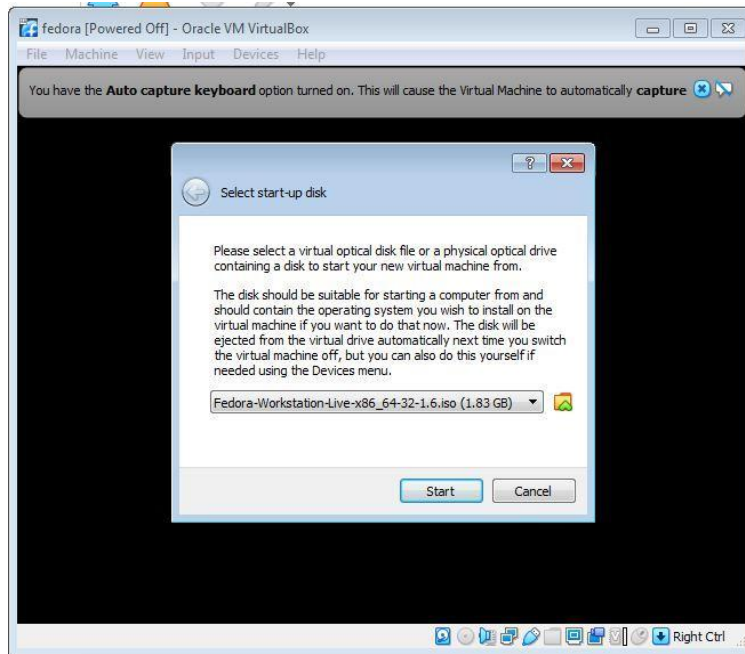 fedora [Powered Off] - Oracle VM VirtualBox
File Machine View Input Devices Help
You have the Auto capture keyboard option turned on. This will cause the Virtual Machine to automatically capture
Select start-up disk
Please select a virtual optical disk file or a physical optical drive
containing a disk to start your new virtual machine from.
The disk should be suitable for starting a computer from and
should contain the operating system you wish to install on the
virtual machine if you want to do that now. The disk will be
ejected from the virtual drive automatically next time you switch
the virtual machine off, but you can also do this yourself if
needed using the Devices menu.
Fedora-Workstation-Live-x86_64-32-1.6.iso (1.83 GB)
Start Cancel
Right Ctrl